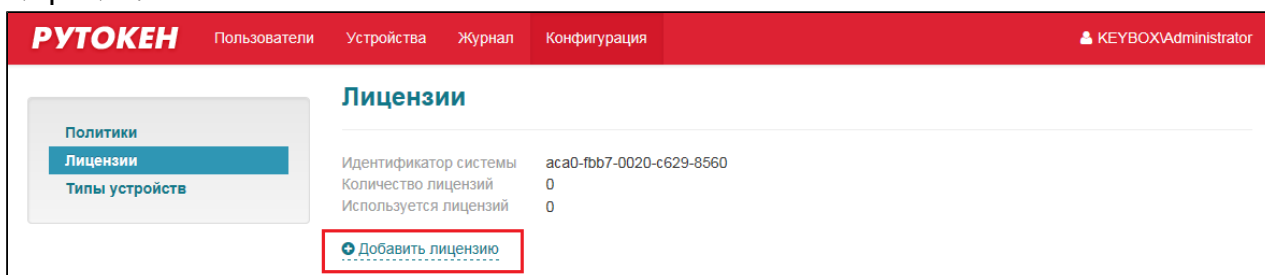 РУТОКЕН Пользователи Устройства Журнал Конфигурация KEYBOX\Administrator
Лицензии
Политики
Лицензии
Типы устройств
Идентификатор системы aca0-fbb7-0020-c629-8560
Количество лицензий 0
Используется лицензий 0
Добавить лицензию